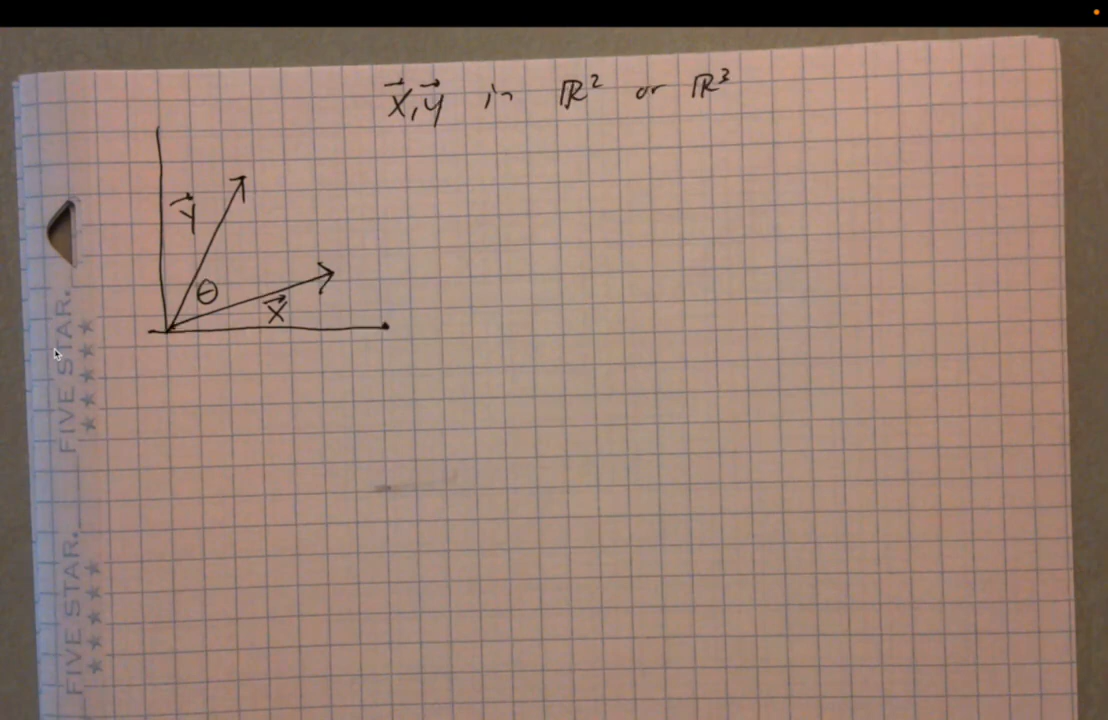 x⃗, y⃗ in ℝ² or ℝ³
y⃗
θ
x⃗
FIVE STAR.
★★★★★
FIVE STAR.
★★★★★